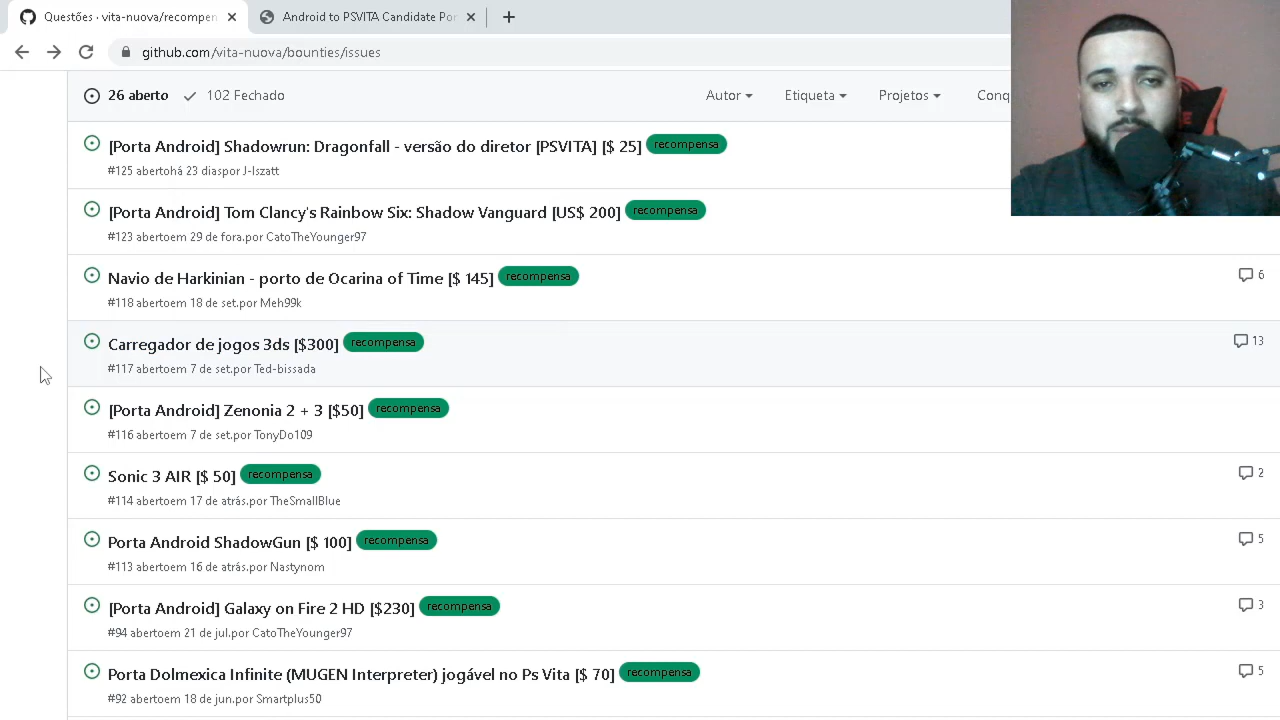 Questões · vita-nuova/recompen
Android to PSVITA Candidate Por
github.com/vita-nuova/bounties/issues
26 aberto 102 Fechado Autor Etiqueta Projetos Conq
[Porta Android] Shadowrun: Dragonfall - versão do diretor [PSVITA] [$ 25] recompensa
#125 abertohá 23 diaspor J-Iszatt
[Porta Android] Tom Clancy's Rainbow Six: Shadow Vanguard [US$ 200] recompensa
#123 abertoem 29 de fora.por CatoTheYounger97
Navio de Harkinian - porto de Ocarina of Time [$ 145] recompensa 6
#118 abertoem 18 de set.por Meh99k
Carregador de jogos 3ds [$300] recompensa 13
#117 abertoem 7 de set.por Ted-bissada
[Porta Android] Zenonia 2 + 3 [$50] recompensa
#116 abertoem 7 de set.por TonyDo109
Sonic 3 AIR [$ 50] recompensa 2
#114 abertoem 17 de atrás.por TheSmallBlue
Porta Android ShadowGun [$ 100] recompensa 5
#113 abertoem 16 de atrás.por Nastynom
[Porta Android] Galaxy on Fire 2 HD [$230] recompensa 3
#94 abertoem 21 de jul.por CatoTheYounger97
Porta Dolmexica Infinite (MUGEN Interpreter) jogável no Ps Vita [$ 70] recompensa 5
#92 abertoem 18 de jun.por Smartplus50